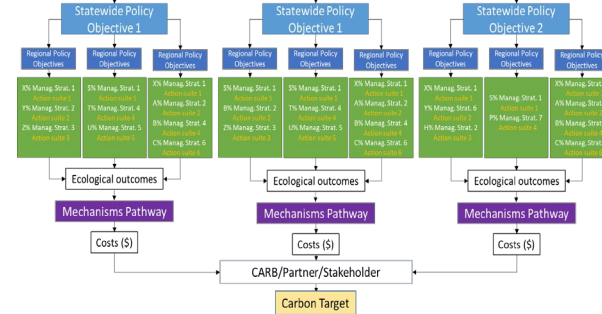 Statewide Policy
Objective 1
Regional Policy
Objectives
Regional Policy
Objectives
Regional Policy
Objectives
X% Manag. Strat. 1
Action suite 1
Y% Manag. Strat. 2
Action suite 2
Z% Manag. Strat. 3
Action suite 3
S% Manag. Strat. 1
Action suite 1
T% Manag. Strat. 4
Action suite 4
U% Manag. Strat. 5
Action suite 5
X% Manag. Strat. 1
Action suite 1
A% Manag. Strat. 2
Action suite 2
B% Manag. Strat. 4
Action suite 4
C% Manag. Strat. 6
Action suite 6
Ecological outcomes
Mechanisms Pathway
Costs ($)
Statewide Policy
Objective 1
Regional Policy
Objectives
Regional Policy
Objectives
Regional Policy
Objectives
S% Manag. Strat. 1
Action suite 1
B% Manag. Strat. 2
Action suite 2
Z% Manag. Strat. 3
Action suite 3
S% Manag. Strat. 1
Action suite 1
T% Manag. Strat. 4
Action suite 4
U% Manag. Strat. 5
Action suite 5
X% Manag. Strat. 1
Action suite 1
A% Manag. Strat. 2
Action suite 2
B% Manag. Strat. 4
Action suite 4
C% Manag. Strat. 6
Action suite 6
Ecological outcomes
Mechanisms Pathway
Costs ($)
Statewide Policy
Objective 2
Regional Policy
Objectives
Regional Policy
Objectives
Regional Policy
Objectives
X% Manag. Strat. 1
Action suite 1
Y% Manag. Strat. 6
Action suite 2
H% Manag. Strat. 2
Action suite 3
S% Manag. Strat. 1
Action suite 1
P% Manag. Strat. 7
Action suite 4
X% Manag. Strat.
Action suite
A% Manag. Strat.
Action suite
B% Manag. Strat.
Action suite 4
C% Manag. Strat.
Action suite 6
Ecological outcomes
Mechanisms Pathway
Costs ($)
CARB/Partner/Stakeholder
Carbon Target